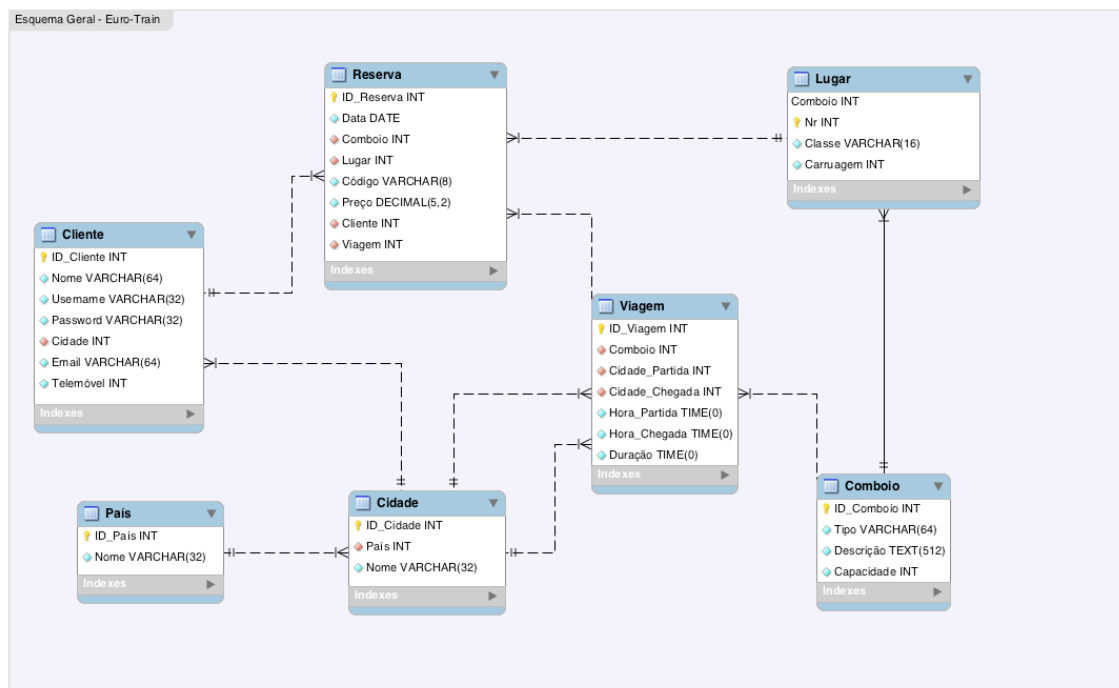 Esquema Geral - Euro-Train
Reserva
ID_Reserva INT
Data DATE
Comboio INT
Lugar INT
Código VARCHAR(8)
Preço DECIMAL(5,2)
Cliente INT
Viagem INT
Indexes
Lugar
Comboio INT
Nr INT
Classe VARCHAR(16)
Carruagem INT
Indexes
Cliente
ID_Cliente INT
Nome VARCHAR(64)
Username VARCHAR(32)
Password VARCHAR(32)
Cidade INT
Email VARCHAR(64)
Telemóvel INT
Indexes
Viagem
ID_Viagem INT
Comboio INT
Cidade_Partida INT
Cidade_Chegada INT
Hora_Partida TIME(0)
Hora_Chegada TIME(0)
Duração TIME(0)
Indexes
País
ID_Pais INT
Nome VARCHAR(32)
Indexes
Cidade
ID_Cidade INT
Pais INT
Nome VARCHAR(32)
Indexes
Comboio
ID_Comboio INT
Tipo VARCHAR(64)
Descrição TEXT(512)
Capacidade INT
Indexes